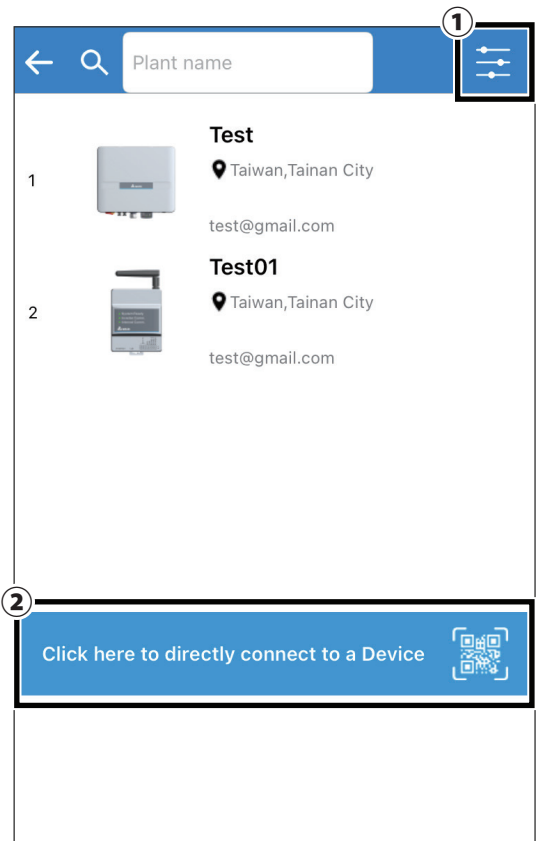 ①
Plant name
Test
1
Taiwan,Tainan City
test@gmail.com
Test01
2
Taiwan,Tainan City
test@gmail.com
②
Click here to directly connect to a Device